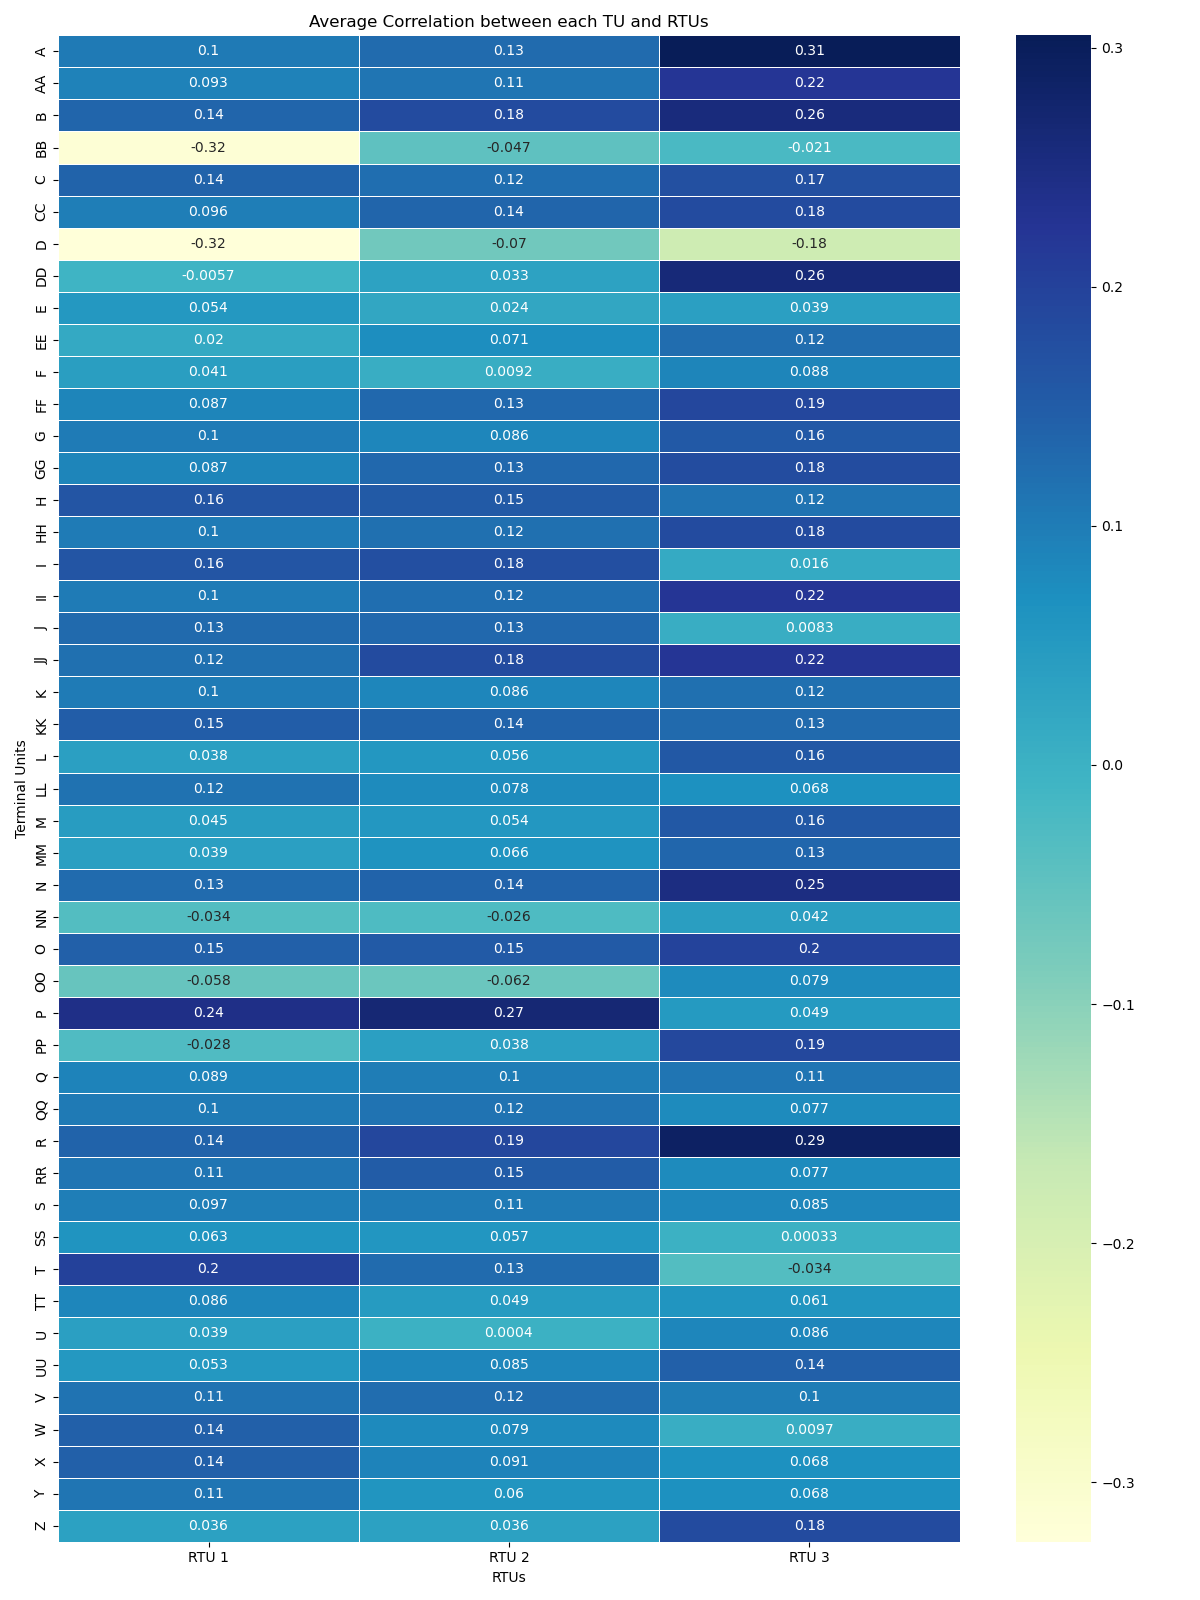 Average Correlation between each TU and RTUs
A 0.1 0.13 0.31
AA 0.093 0.11 0.22
B 0.14 0.18 0.26
BB -0.32 -0.047 -0.021
C 0.14 0.12 0.17
CC 0.096 0.14 0.18
D -0.32 -0.07 -0.18
DD -0.0057 0.033 0.26
E 0.054 0.024 0.039
EE 0.02 0.071 0.12
F 0.041 0.0092 0.088
FF 0.087 0.13 0.19
G 0.1 0.086 0.16
GG 0.087 0.13 0.18
H 0.16 0.15 0.12
HH 0.1 0.12 0.18
I 0.16 0.18 0.016
II 0.1 0.12 0.22
J 0.13 0.13 0.0083
JJ 0.12 0.18 0.22
K 0.1 0.086 0.12
KK 0.15 0.14 0.13
L 0.038 0.056 0.16
LL 0.12 0.078 0.068
M 0.045 0.054 0.16
MM 0.039 0.066 0.13
N 0.13 0.14 0.25
NN -0.034 -0.026 0.042
O 0.15 0.15 0.2
OO -0.058 -0.062 0.079
P 0.24 0.27 0.049
PP -0.028 0.038 0.19
Q 0.089 0.1 0.11
QQ 0.1 0.12 0.077
R 0.14 0.19 0.29
RR 0.11 0.15 0.077
S 0.097 0.11 0.085
SS 0.063 0.057 0.00033
T 0.2 0.13 -0.034
TT 0.086 0.049 0.061
U 0.039 0.0004 0.086
UU 0.053 0.085 0.14
V 0.11 0.12 0.1
W 0.14 0.079 0.0097
X 0.14 0.091 0.068
Y 0.11 0.06 0.068
Z 0.036 0.036 0.18
RTU 1 RTU 2 RTU 3
RTUs
Terminal Units
0.3
0.2
0.1
0.0
−0.1
−0.2
−0.3